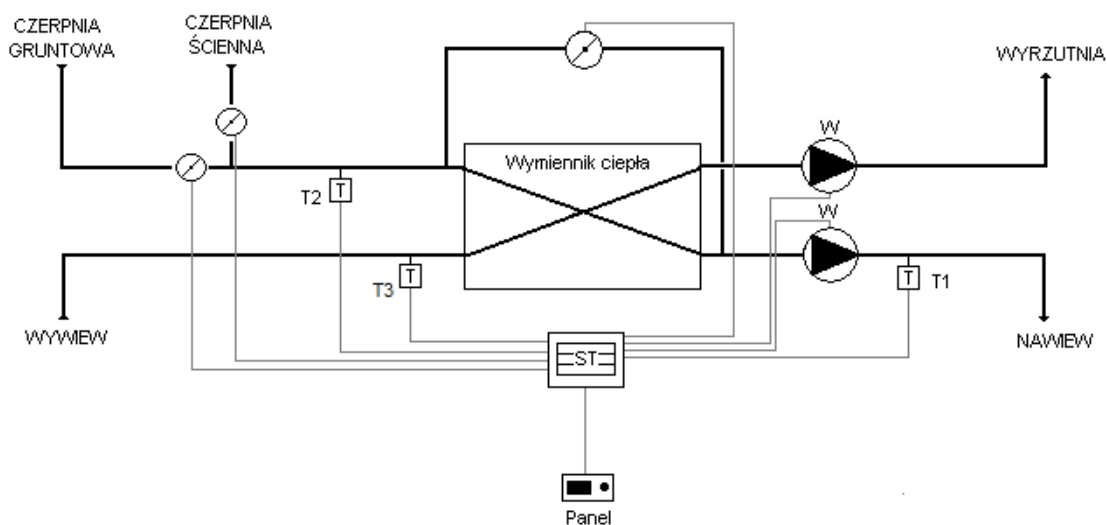 CZERPNIA
GRUNTOWA
CZERPNIA
ŚCIENNA
WYRZUTNIA
W
Wymiennik ciepła
T
T2
W
T
T3
T
T1
WYWIEW
NAWIEW
ST
Panel